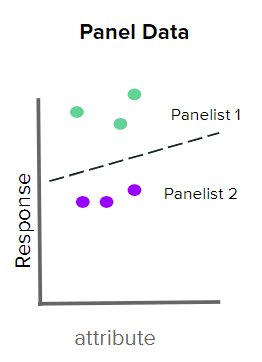 Panel Data
Panelist 1
Panelist 2
Response
attribute